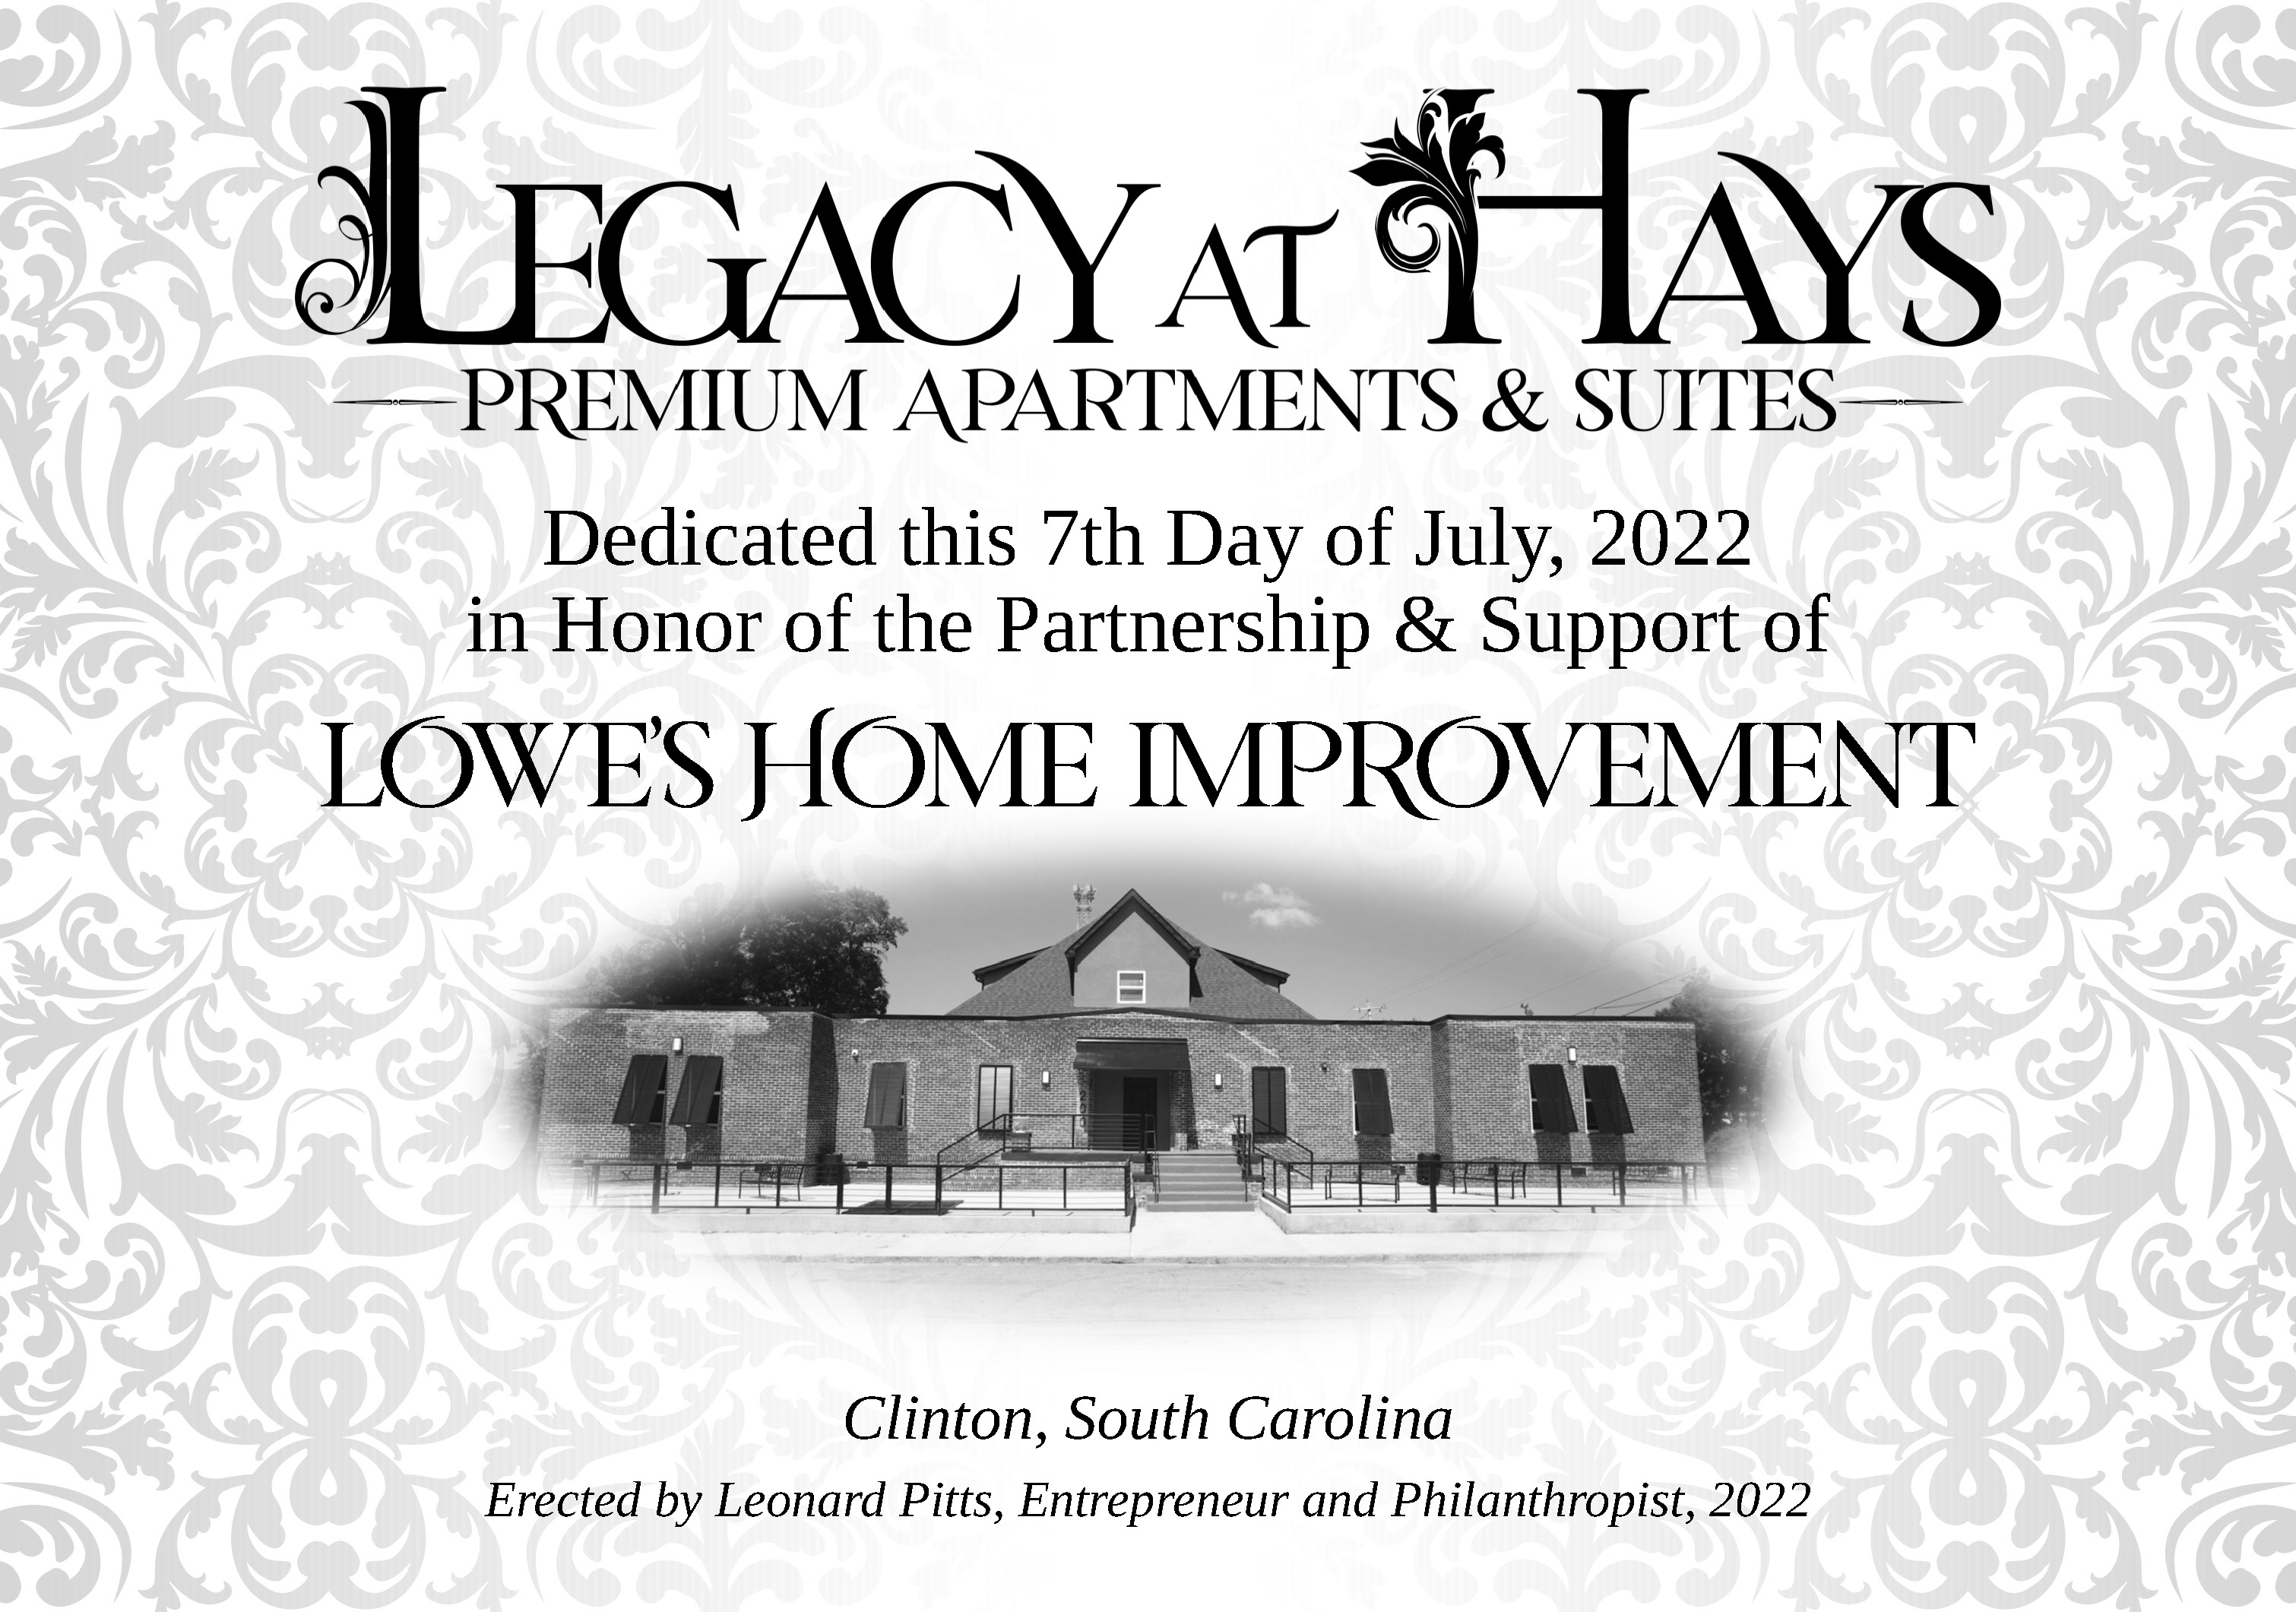 LEGACY AT HAYS
PREMIUM APARTMENTS & SUITES
Dedicated this 7th Day of July, 2022
in Honor of the Partnership & Support of
LOWE'S HOME IMPROVEMENT
Clinton, South Carolina
Erected by Leonard Pitts, Entrepreneur and Philanthropist, 2022